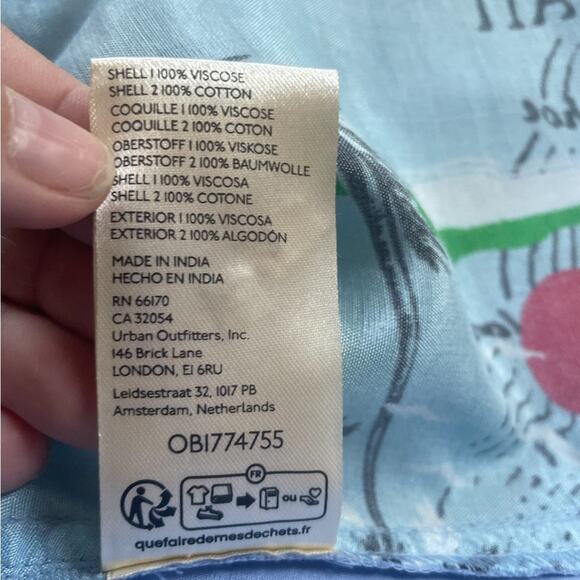 SHELL 1 100% VISCOSE
SHELL 2 100% COTTON
COQUILLE 1 100% VISCOSE
COQUILLE 2 100% COTON
OBERSTOFF 1 100% VISKOSE
OBERSTOFF 2 100% BAUMWOLLE
SHELL 1 100% VISCOSA
SHELL 2 100% COTONE
EXTERIOR 1 100% VISCOSA
EXTERIOR 2 100% ALGODÓN
MADE IN INDIA
HECHO EN INDIA
RN 66170
CA 32054
Urban Outfitters, Inc.
146 Brick Lane
LONDON, E1 6RU
Leidsestraat 32, 1017 PB
Amsterdam, Netherlands
OB1774755
FR
ou
quefairedemesdechets.fr